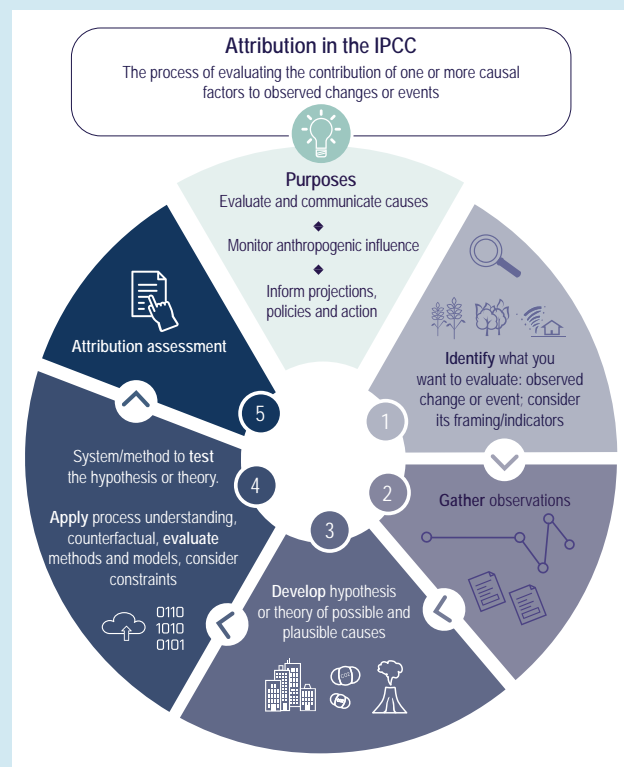 Attribution in the IPCC
The process of evaluating the contribution of one or more causal
factors to observed changes or events
Purposes
Evaluate and communicate causes
Monitor anthropogenic influence
Inform projections,
policies and action
1
Identify what you
want to evaluate: observed
change or event; consider
its framing/indicators
2
Gather observations
3
Develop hypothesis
or theory of possible and
plausible causes
CO2
4
System/method to test
the hypothesis or theory.
Apply process understanding,
counterfactual, evaluate
methods and models, consider
constraints
0110
1010
0101
5
Attribution assessment